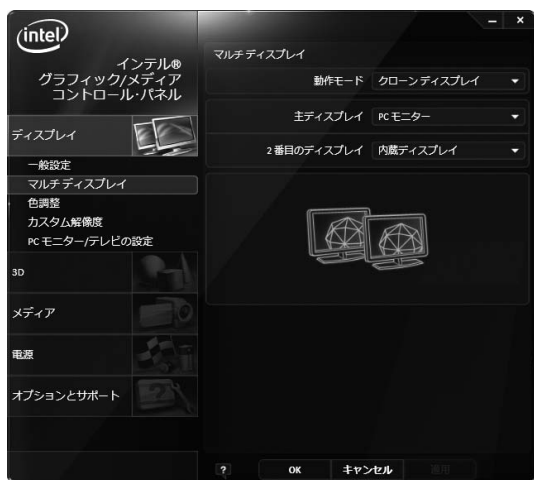 intel
インテル®
グラフィック/メディア
コントロール・パネル
ディスプレイ
一般設定
マルチ ディスプレイ
色調整
カスタム解像度
PC モニター/テレビの設定
3D
メディア
電源
オプションとサポート
マルチ ディスプレイ
動作モード クローン ディスプレイ
主ディスプレイ PC モニター
2 番目のディスプレイ 内蔵ディスプレイ
? OK キャンセル 適用